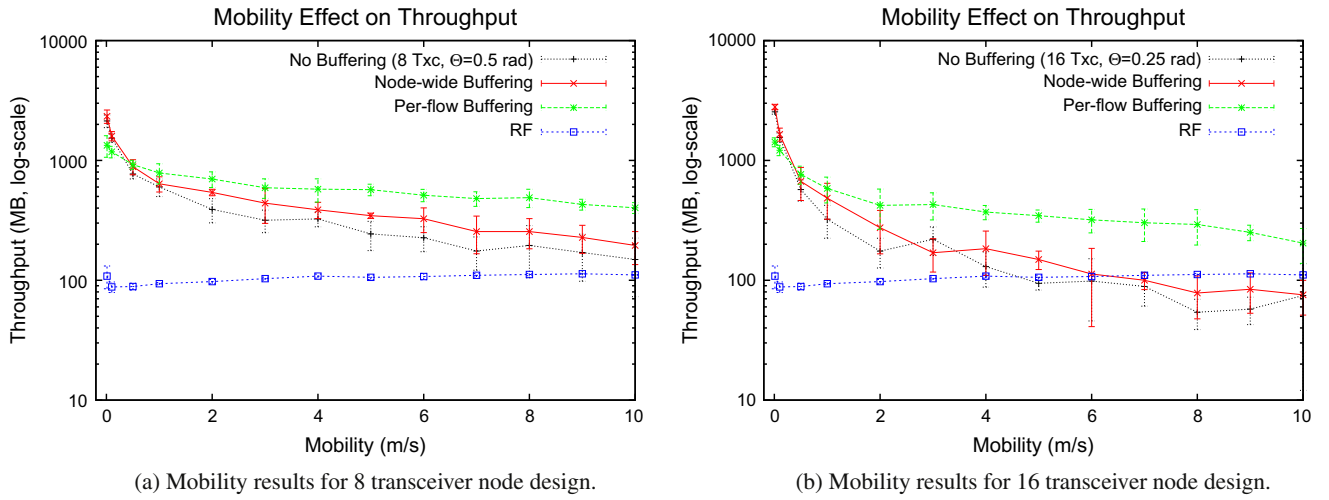 Mobility Effect on Throughput
Throughput (MB, log-scale)
10000
1000
100
10
No Buffering (8 Txc, Θ=0.5 rad)
Node-wide Buffering
Per-flow Buffering
RF
0 2 4 6 8 10
Mobility (m/s)
(a) Mobility results for 8 transceiver node design.
Mobility Effect on Throughput
Throughput (MB, log-scale)
10000
1000
100
10
No Buffering (16 Txc, Θ=0.25 rad)
Node-wide Buffering
Per-flow Buffering
RF
0 2 4 6 8 10
Mobility (m/s)
(b) Mobility results for 16 transceiver node design.